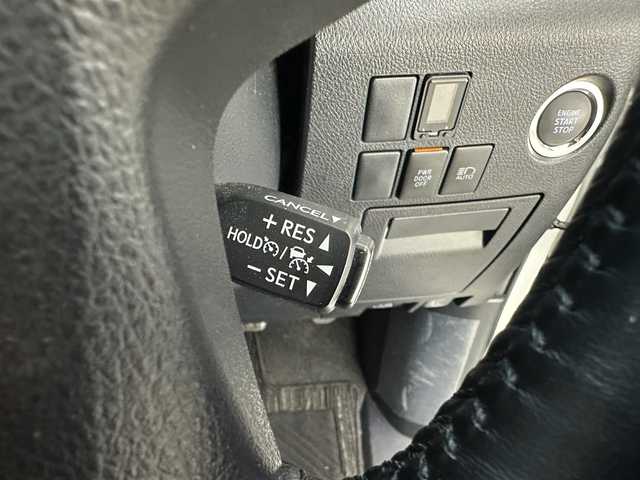 ENGINE
START
STOP
PWR
DOOR
OFF
AUTO
CANCEL▼
+ RES ▲
HOLD /
− SET ▼